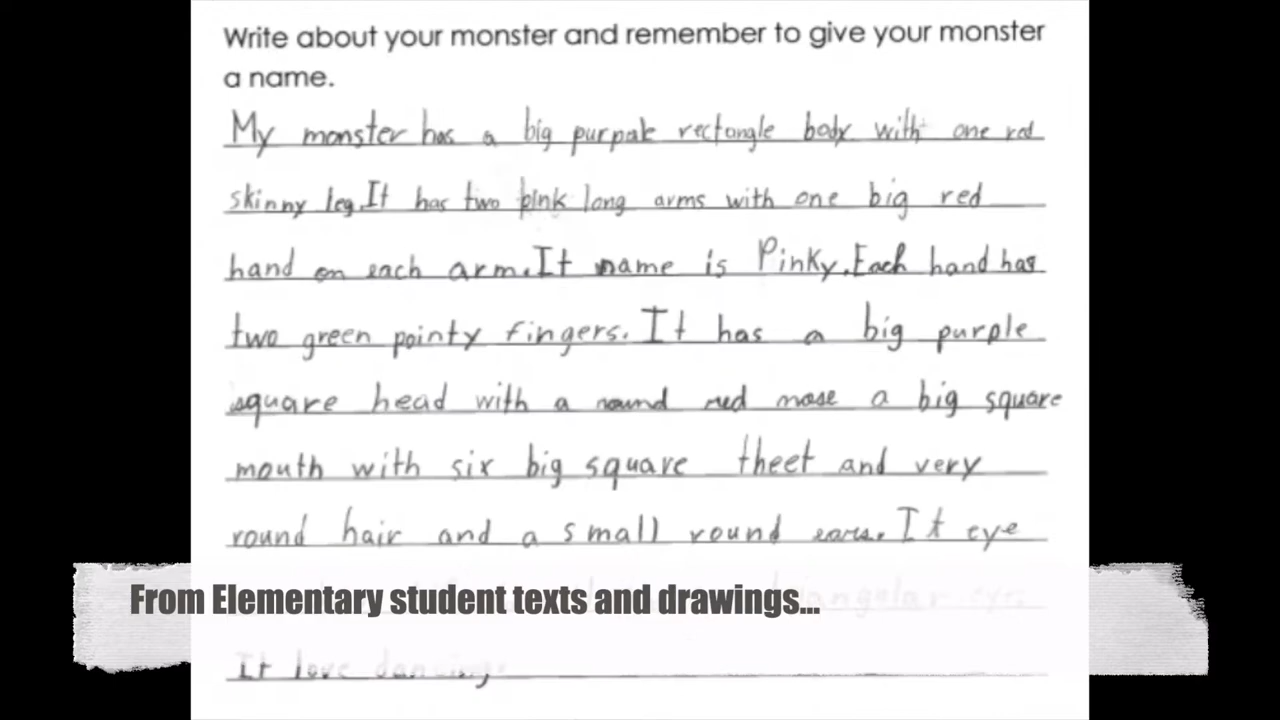 Write about your monster and remember to give your monster
a name.
My monster has a big purpale rectangle body with one red
skinny leg. It has two pink long arms with one big red
hand on each arm. It name is Pinky. Each hand has
two green pointy fingers. It has a big purple
square head with a round red nose a big square
mouth with six big square theet and very
round hair and a small round ears. It eye
From Elementary student texts and drawings...
It love dancing